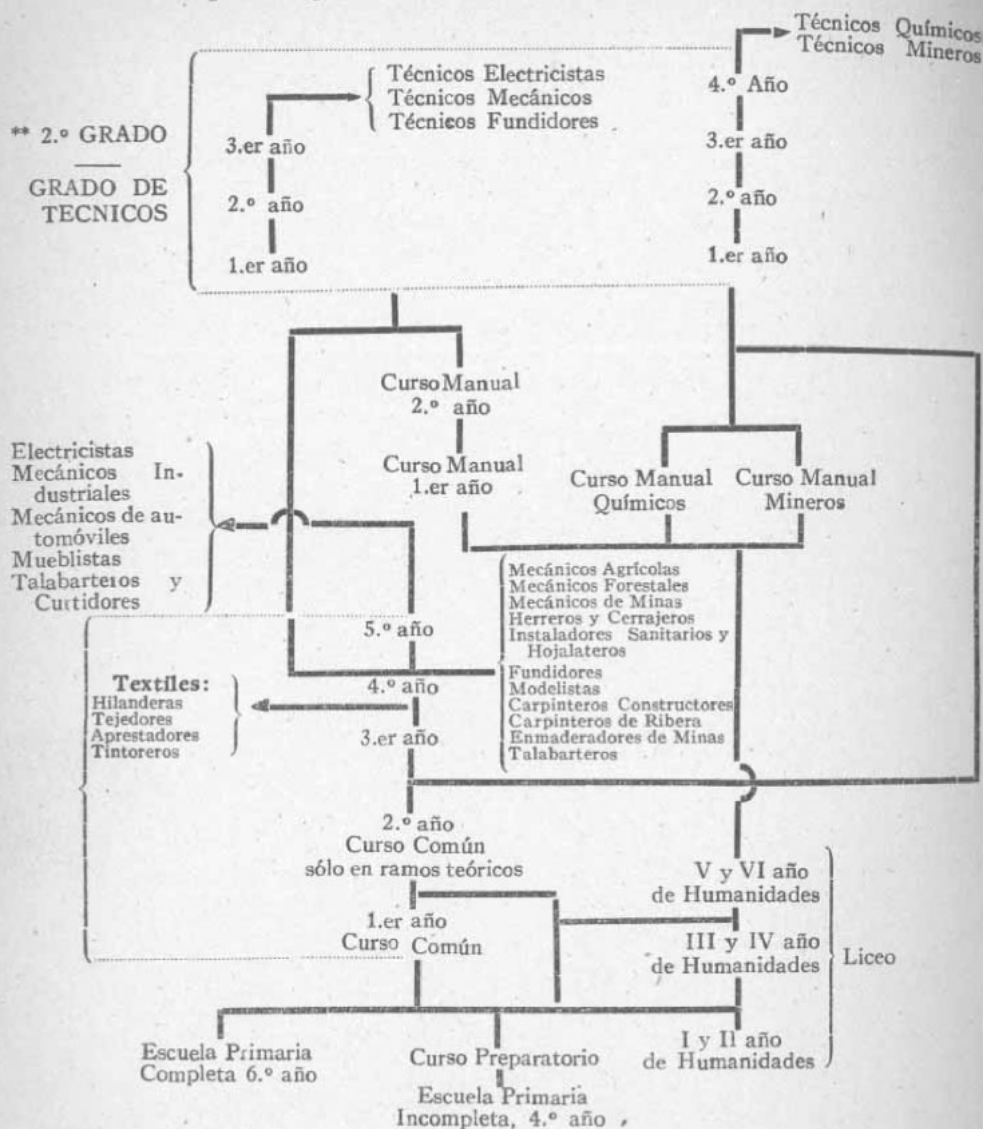 Técnicos Químicos
Técnicos Mineros
Técnicos Electricistas
Técnicos Mecánicos
Técnicos Fundidores
4.º Año
** 2.º GRADO
GRADO DE
TECNICOS
3.er año
2.º año
1.er año
3.er año
2.º año
1.er año
Curso Manual
2.º año
Curso Manual
1.er año
Curso Manual
Químicos
Curso Manual
Mineros
Electricistas
Mecánicos In-
dustriales
Mecánicos de au-
tomóviles
Mueblistas
Talabarteros y
Curtidores
Mecánicos Agrícolas
Mecánicos Forestales
Mecánicos de Minas
Herreros y Cerrajeros
Instaladores Sanitarios y
Hojalateros
Fundidores
Modelistas
Carpinteros Constructores
Carpinteros de Ribera
Enmaderadores de Minas
Talabarteros
5.º año
4.º año
3.er año
Textiles:
Hilanderas
Tejedores
Aprestadores
Tintoreros
2.º año
Curso Común
sólo en ramos teóricos
1.er año
Curso Común
V y VI año
de Humanidades
III y IV año
de Humanidades
I y II año
de Humanidades
Liceo
Escuela Primaria
Completa 6.º año
Curso Preparatorio
Escuela Primaria
Incompleta, 4.º año